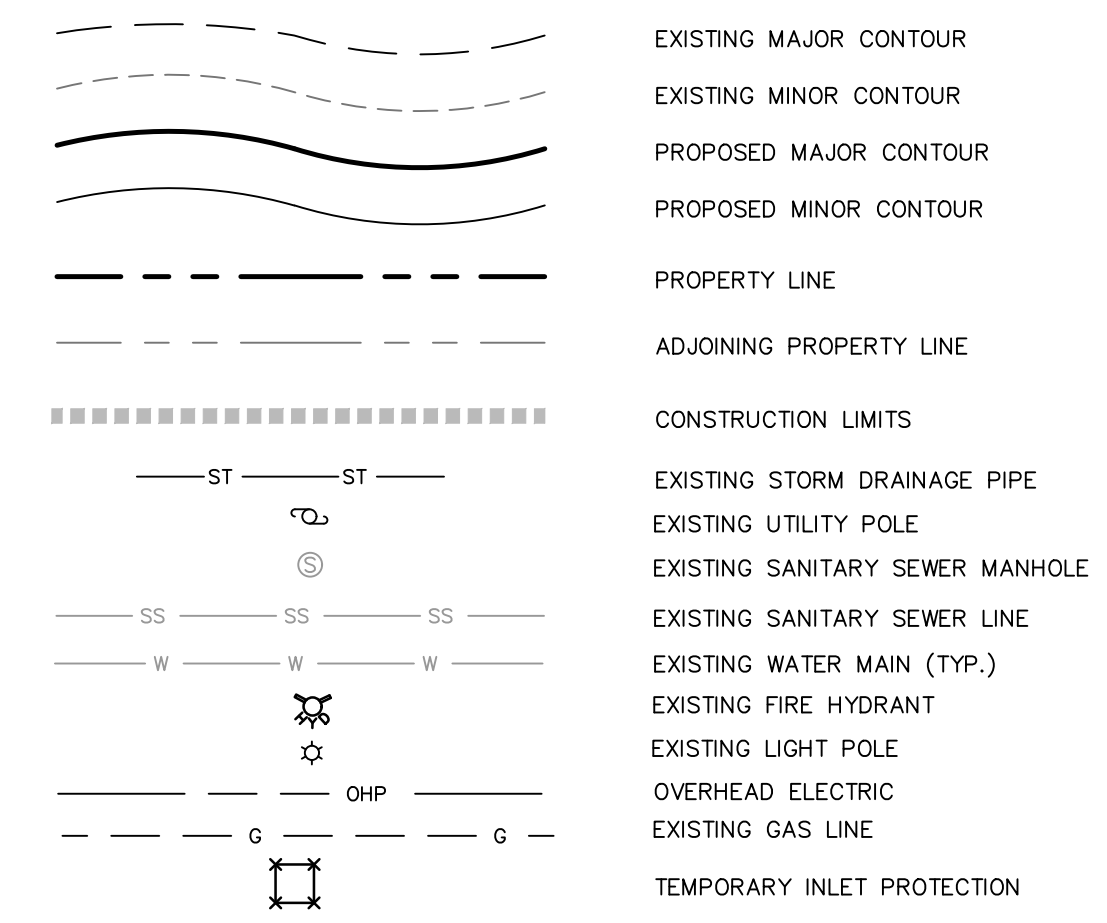 EXISTING MAJOR CONTOUR
EXISTING MINOR CONTOUR
PROPOSED MAJOR CONTOUR
PROPOSED MINOR CONTOUR
PROPERTY LINE
ADJOINING PROPERTY LINE
CONSTRUCTION LIMITS
ST ST EXISTING STORM DRAINAGE PIPE
EXISTING UTILITY POLE
S EXISTING SANITARY SEWER MANHOLE
SS SS SS EXISTING SANITARY SEWER LINE
W W W EXISTING WATER MAIN (TYP.)
EXISTING FIRE HYDRANT
EXISTING LIGHT POLE
OHP OVERHEAD ELECTRIC
G G EXISTING GAS LINE
TEMPORARY INLET PROTECTION